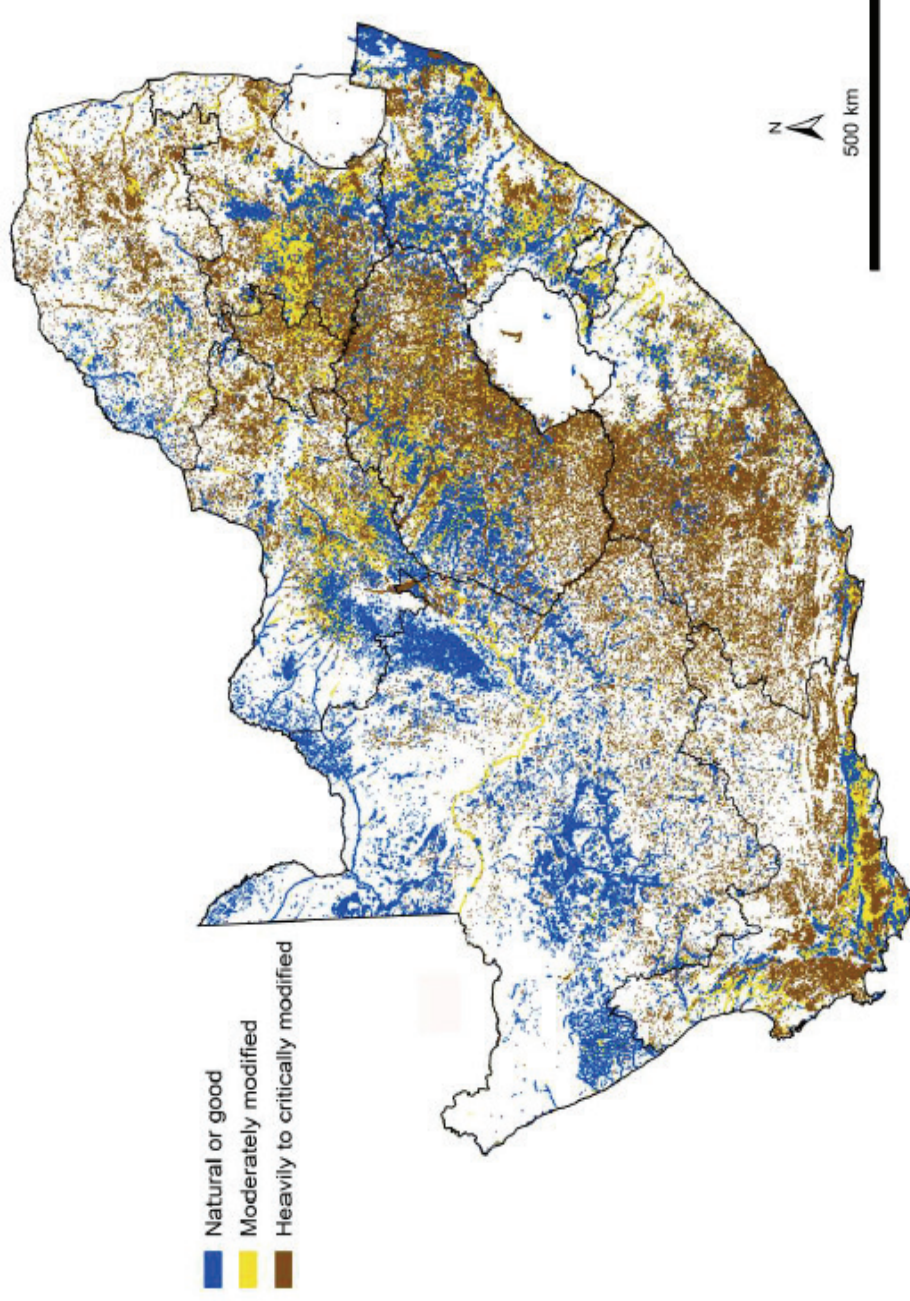 Natural or good
Moderately modified
Heavily to critically modified
N
500 km